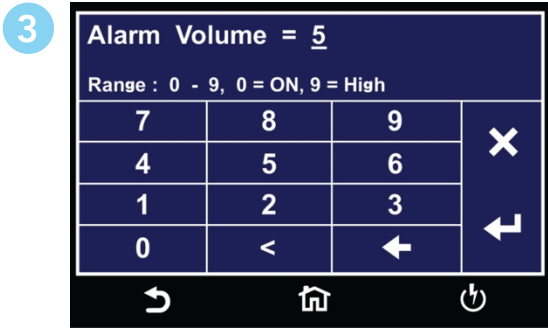 3
Alarm Volume = 5
Range : 0 - 9, 0 = ON, 9 = High
7 8 9
4 5 6
1 2 3
0 <